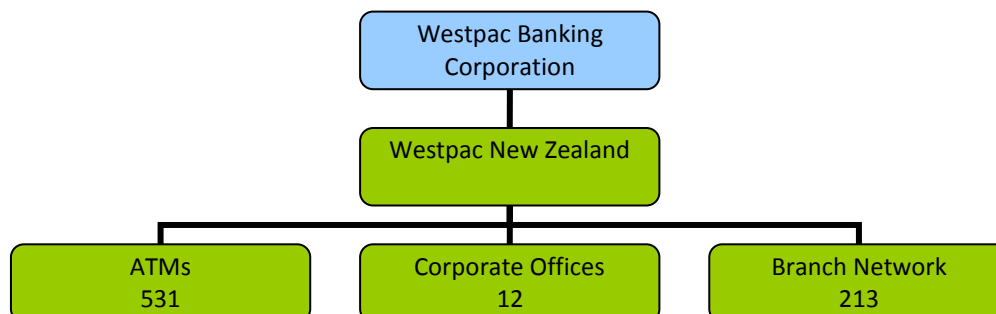 Westpac Banking
Corporation
Westpac New Zealand
ATMs
531
Corporate Offices
12
Branch Network
213